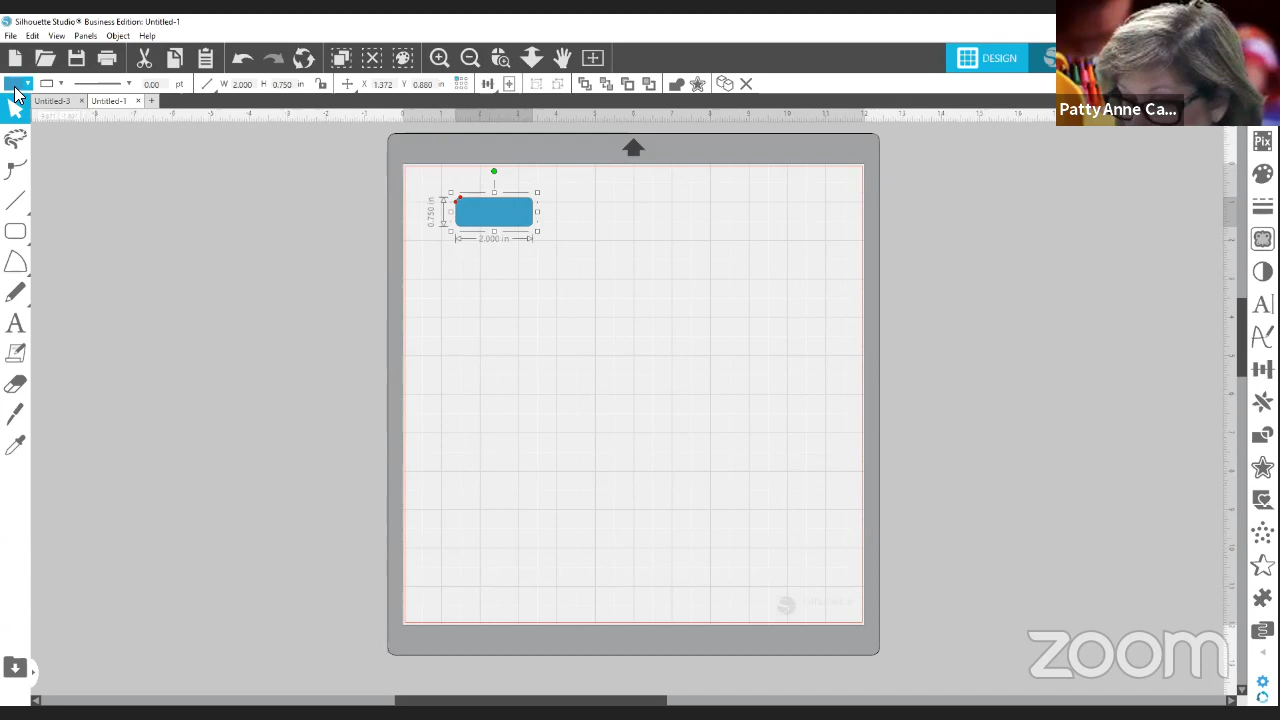 Silhouette Studio® Business Edition: Untitled-1
File Edit View Panels Object Help
DESIGN
0.00 pt W 2.000 H 0.750 in X 1.372 Y 0.880 in
Untitled-3 Untitled-1
Patty Anne Ca...
Pix
0.750 in
2.000 in
zoom